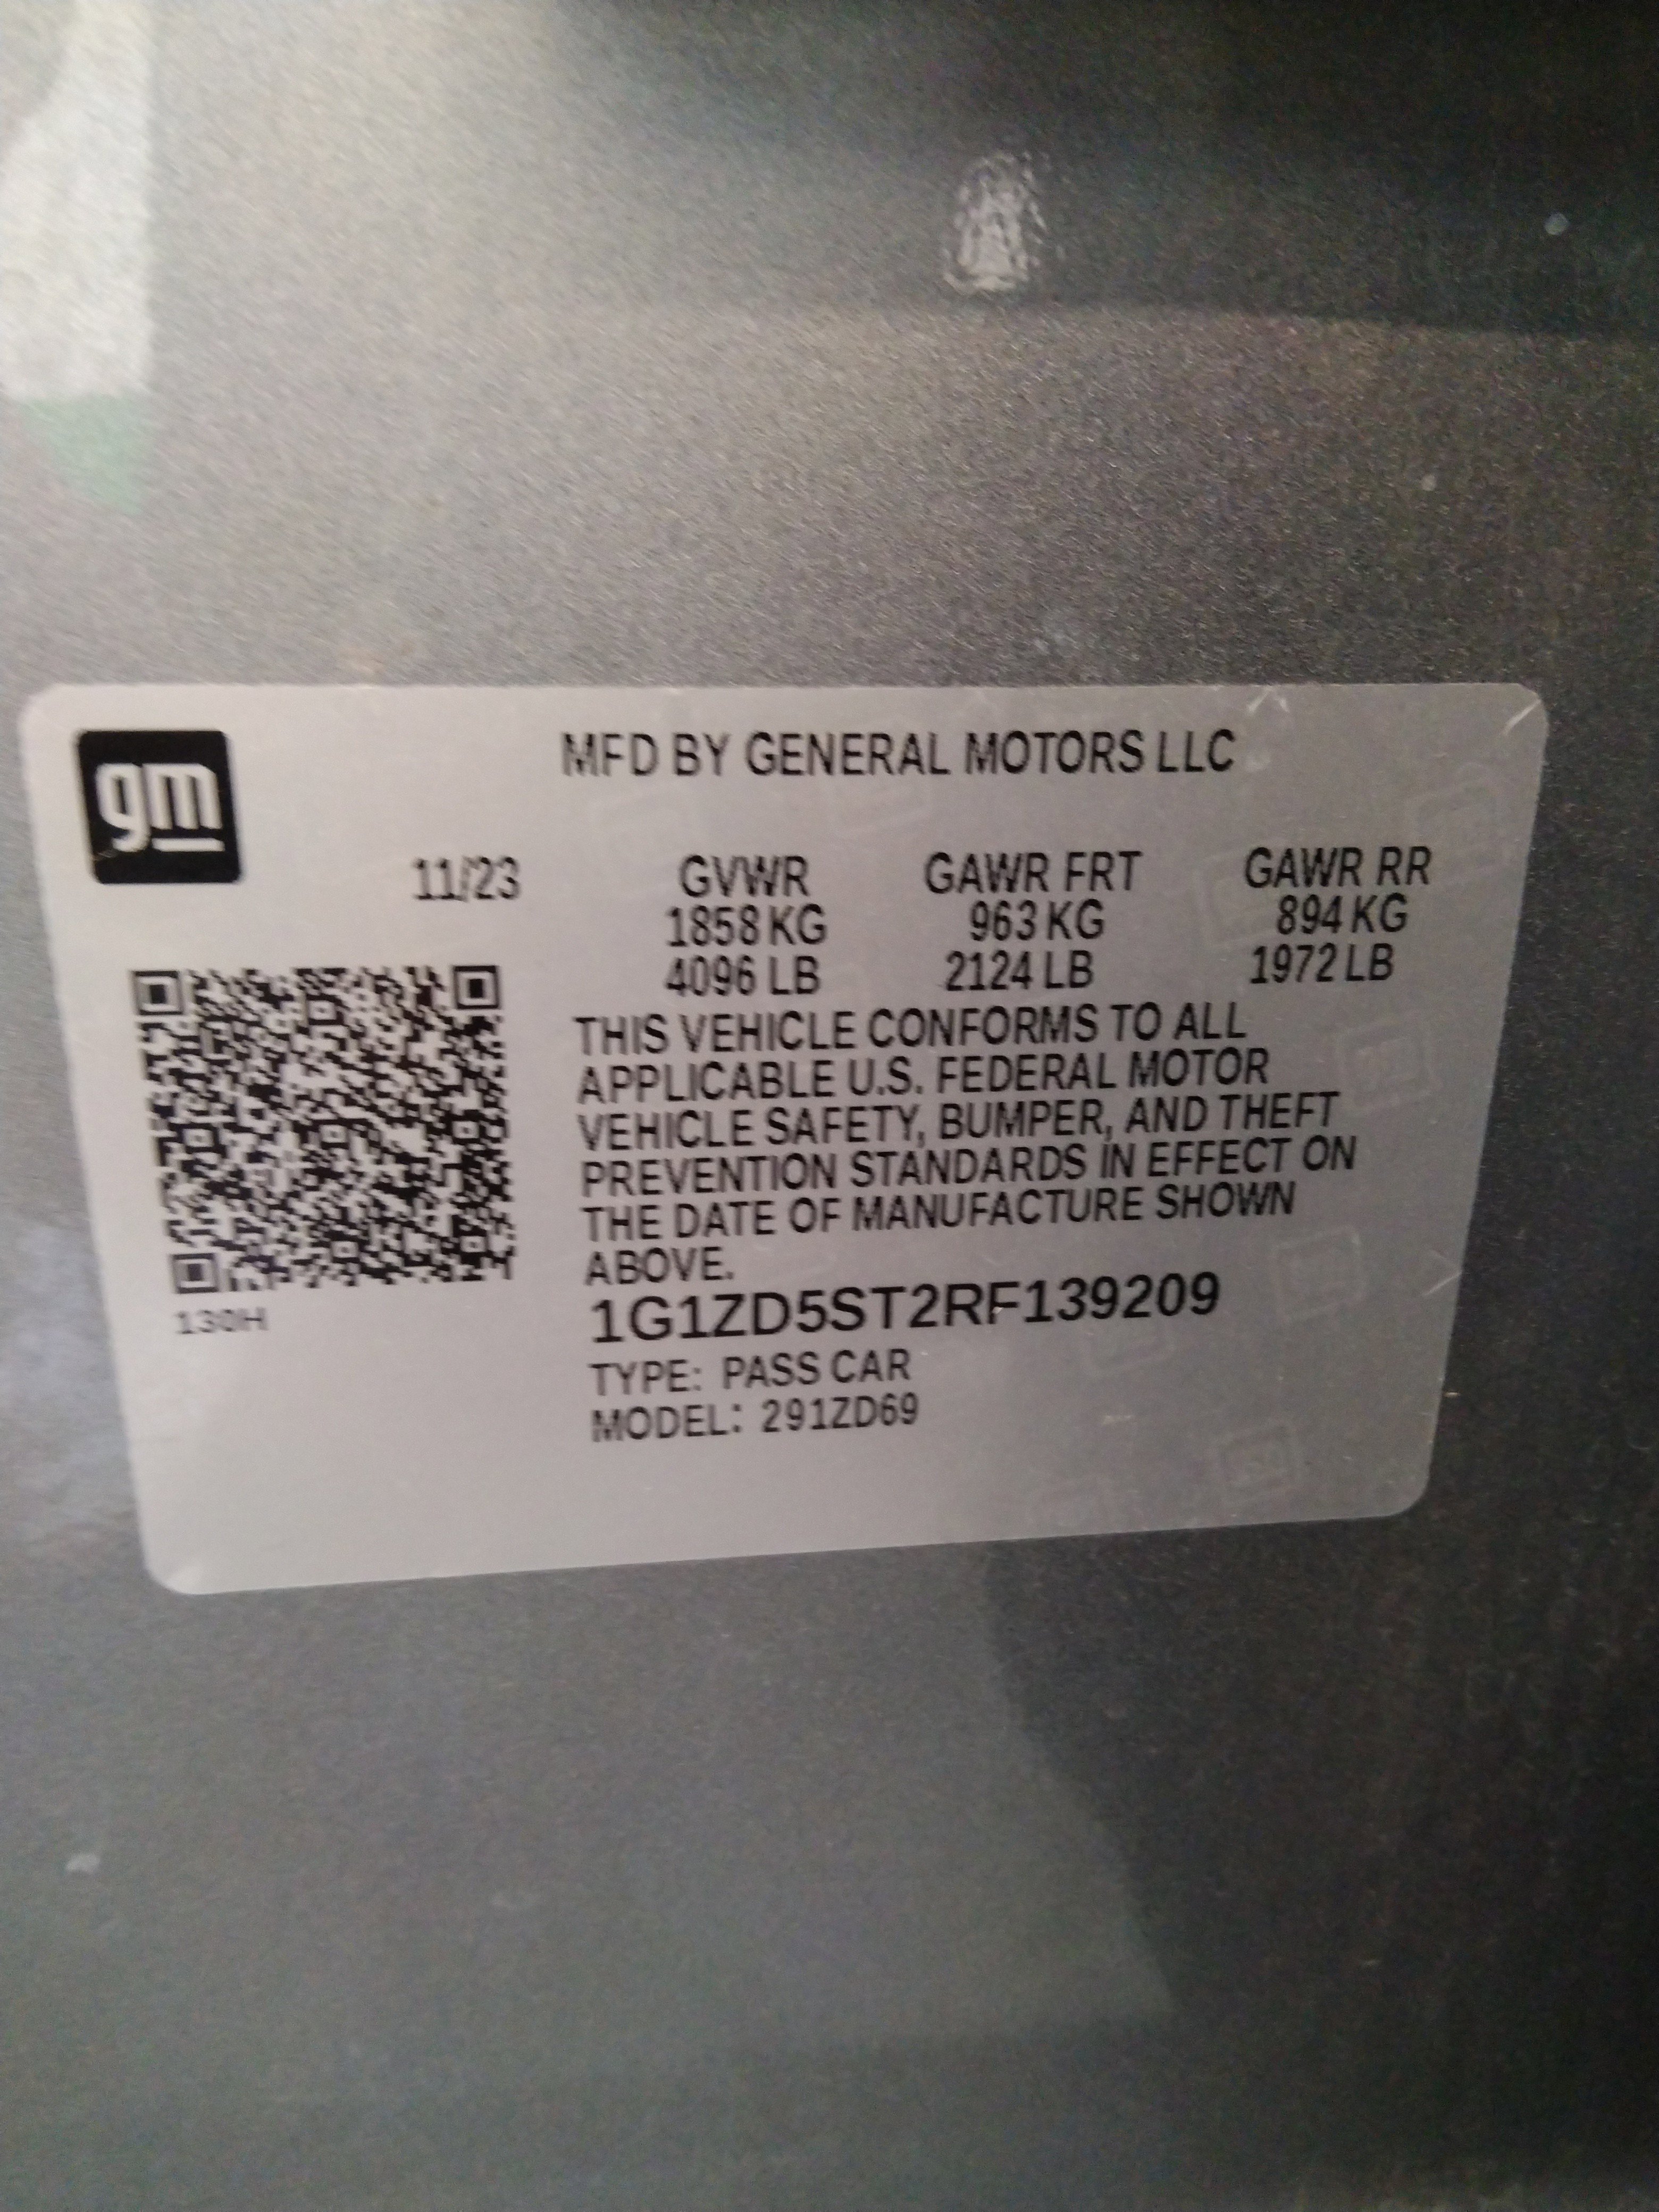 gm
MFD BY GENERAL MOTORS LLC
11/23 GVWR GAWR FRT GAWR RR
1858 KG 963 KG 894 KG
4096 LB 2124 LB 1972 LB
THIS VEHICLE CONFORMS TO ALL
APPLICABLE U.S. FEDERAL MOTOR
VEHICLE SAFETY, BUMPER, AND THEFT
PREVENTION STANDARDS IN EFFECT ON
THE DATE OF MANUFACTURE SHOWN
ABOVE.
130H
1G1ZD5ST2RF139209
TYPE: PASS CAR
MODEL: 291ZD69